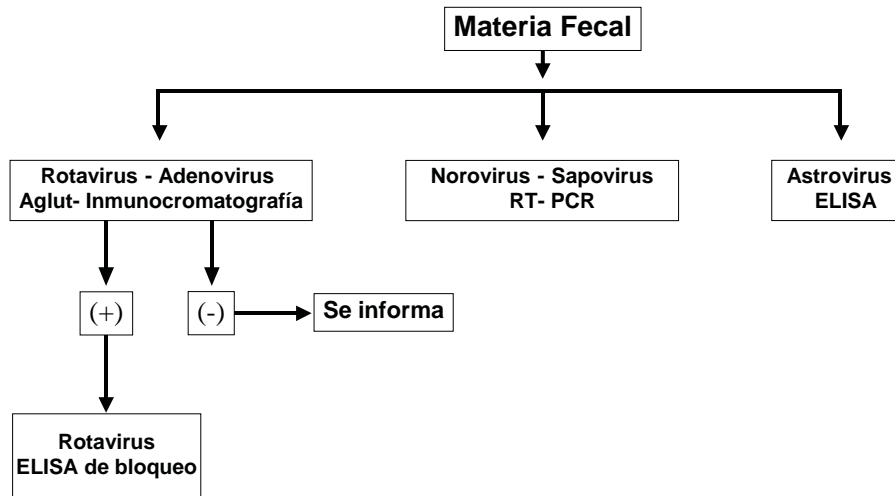 Materia Fecal
Rotavirus - Adenovirus
Aglut- Inmunocromatografía
Norovirus - Sapovirus
RT- PCR
Astrovirus
ELISA
(+)
(-)
Se informa
Rotavirus
ELISA de bloqueo